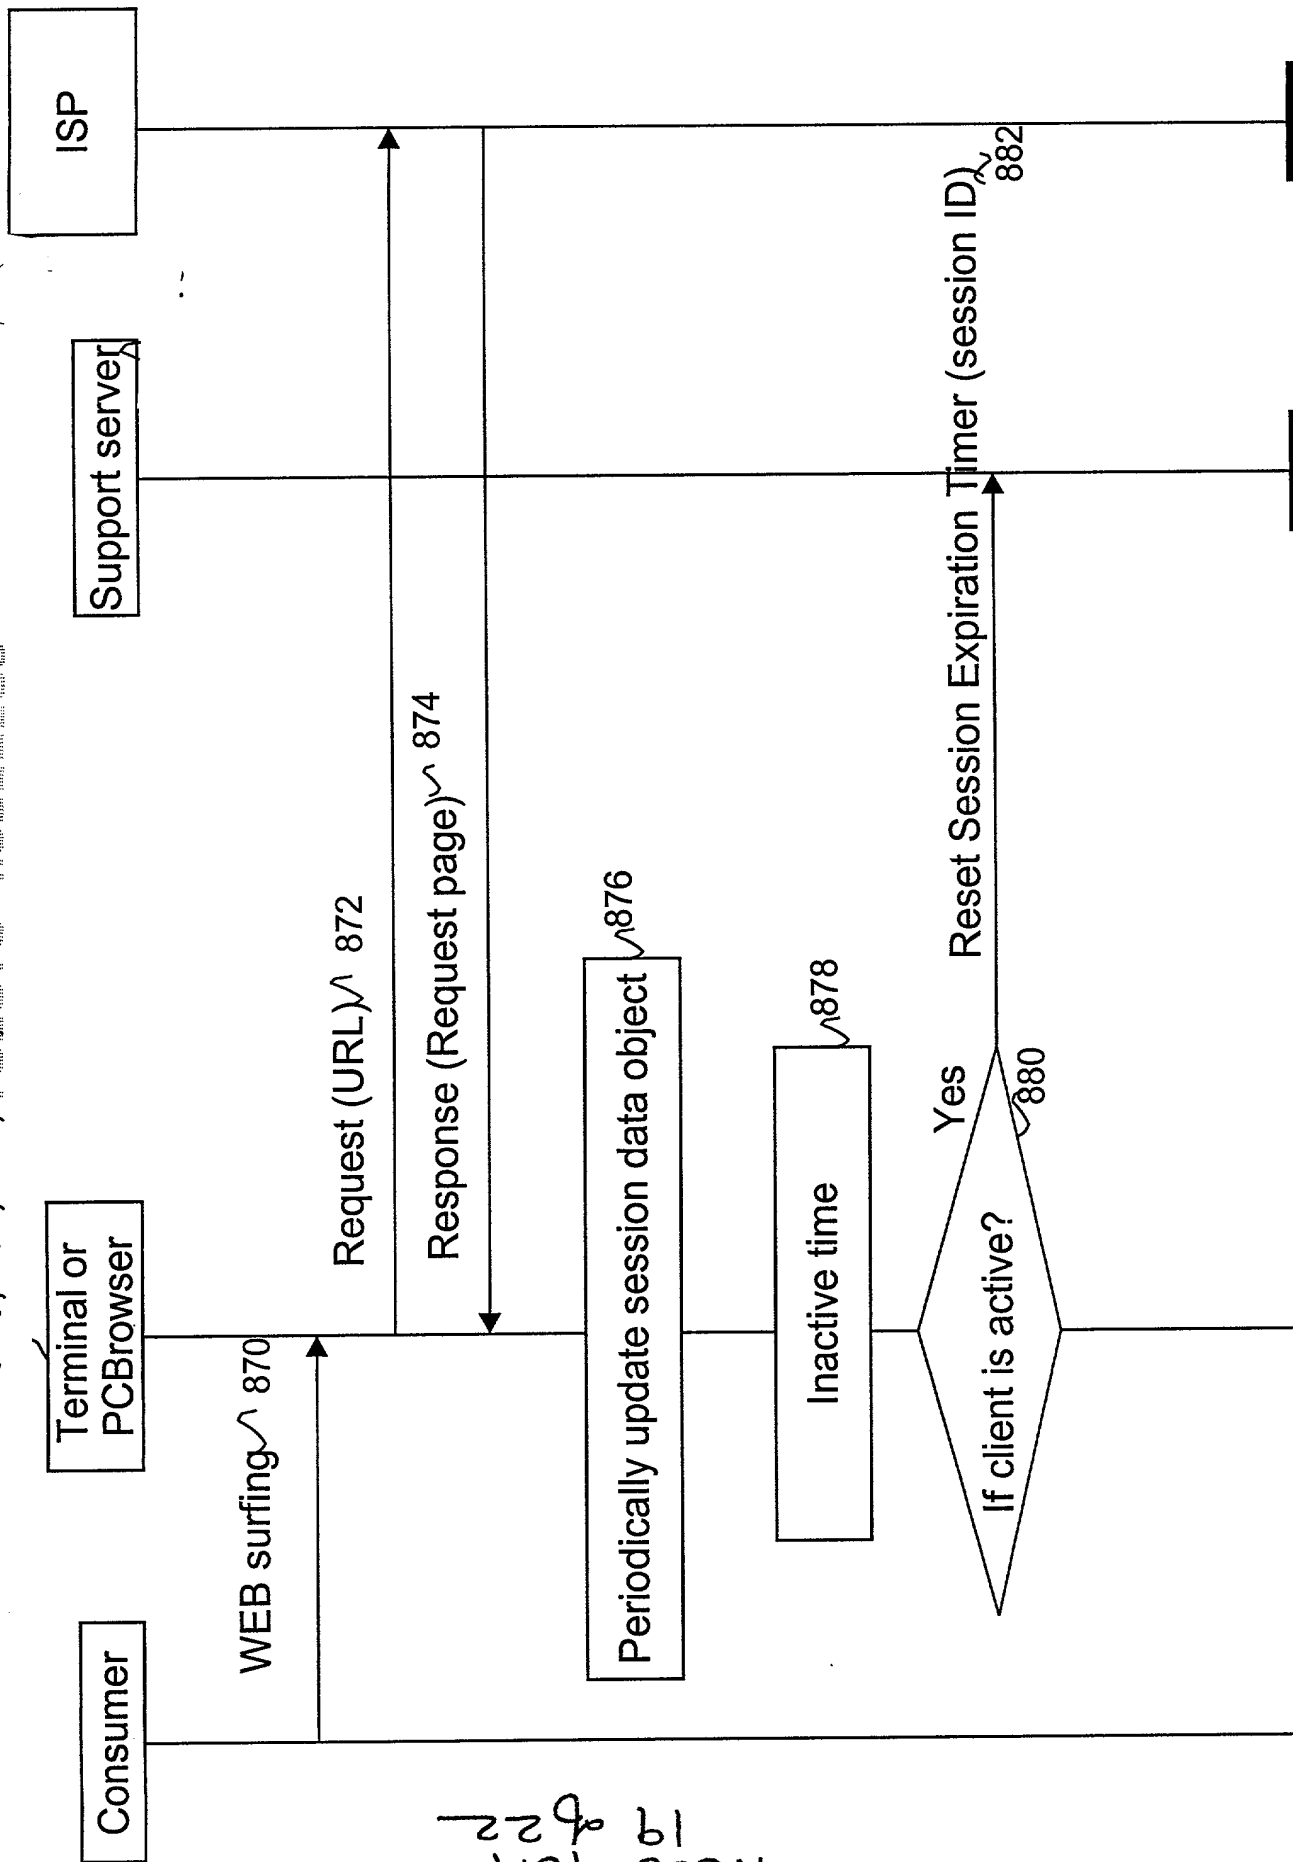 Consumer
Terminal or
PCBrowser
Support server
ISP
WEB surfing 870
Request (URL) 872
Response (Request page) 874
Periodically update session data object
876
Inactive time
878
If client is active?
880
Yes
Reset Session Expiration Timer (session ID)
882
19 of 22